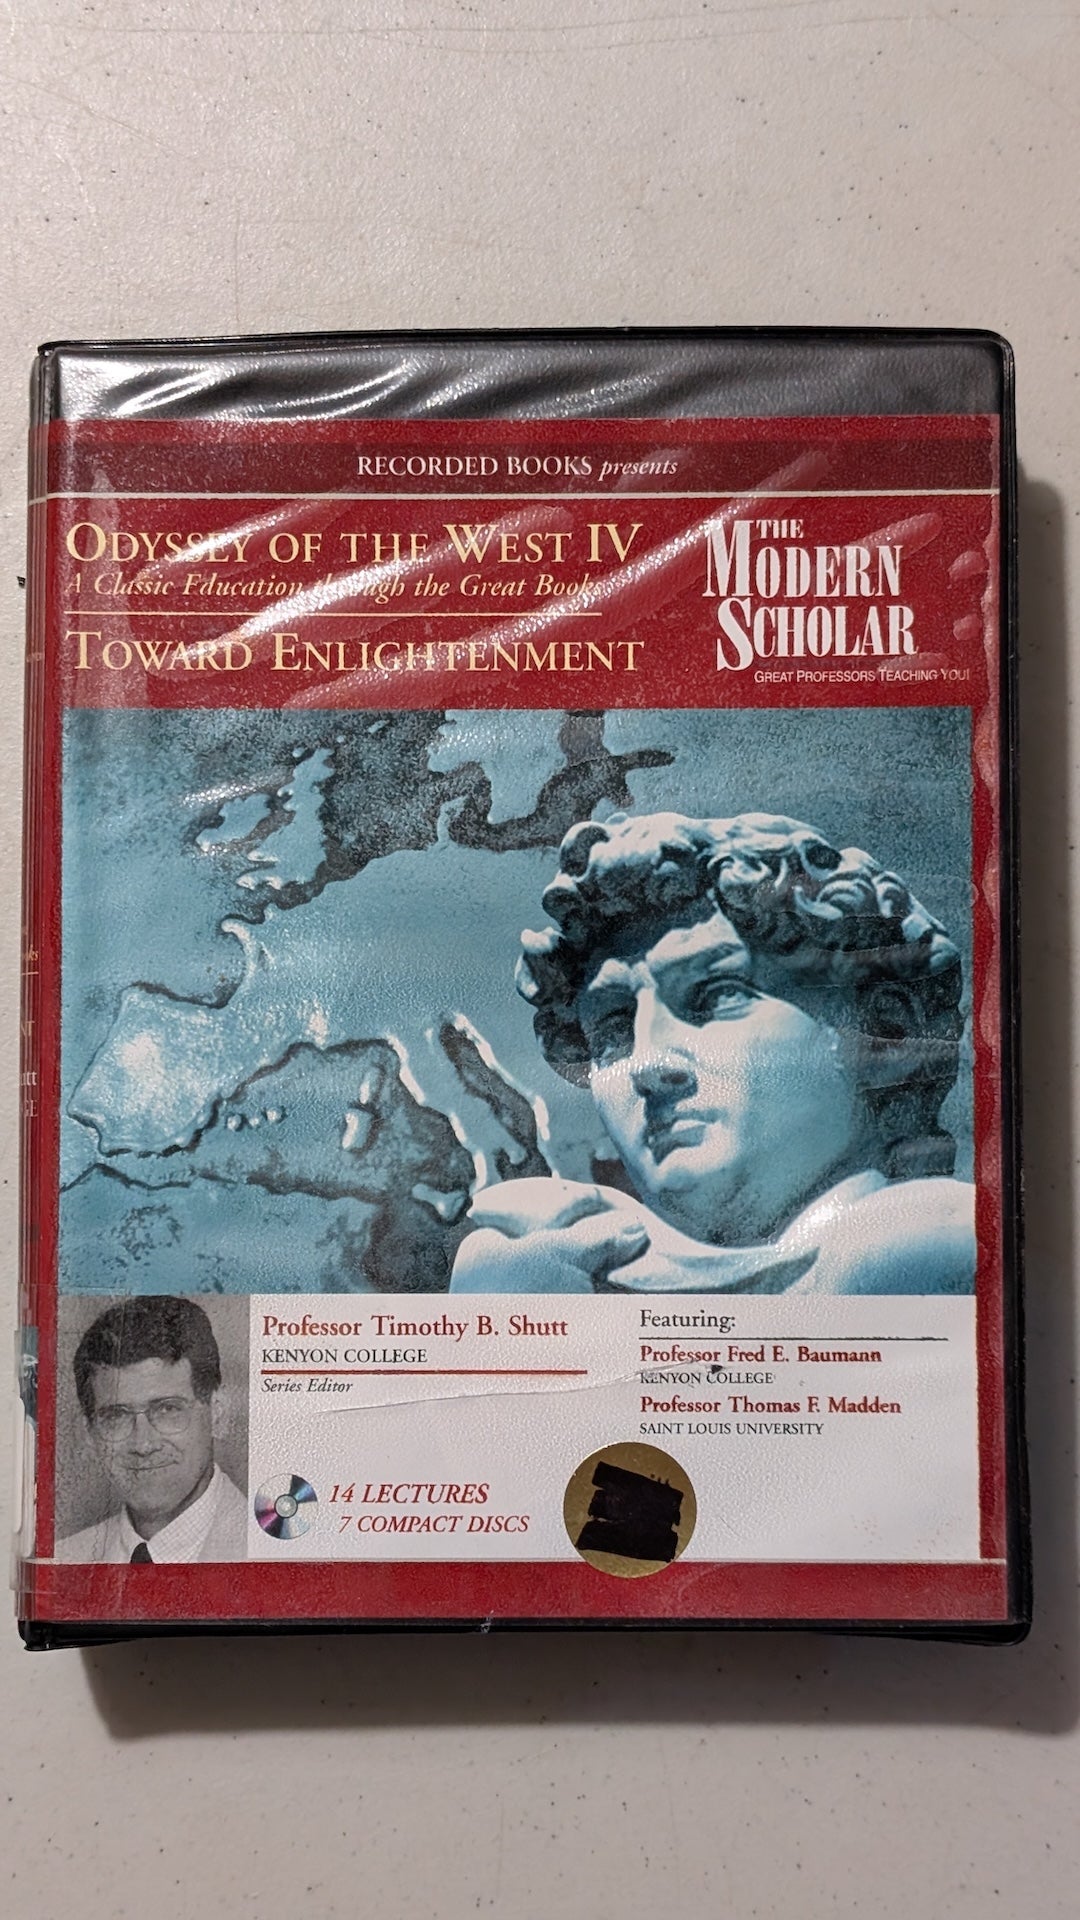 RECORDED BOOKS presents
ODYSSEY OF THE WEST IV
A Classic Education through the Great Books
TOWARD ENLIGHTENMENT
THE
MODERN
SCHOLAR
GREAT PROFESSORS TEACHING YOU!
Professor Timothy B. Shutt
KENYON COLLEGE
Series Editor
Featuring:
Professor Fred E. Baumann
KENYON COLLEGE
Professor Thomas F. Madden
SAINT LOUIS UNIVERSITY
14 LECTURES
7 COMPACT DISCS